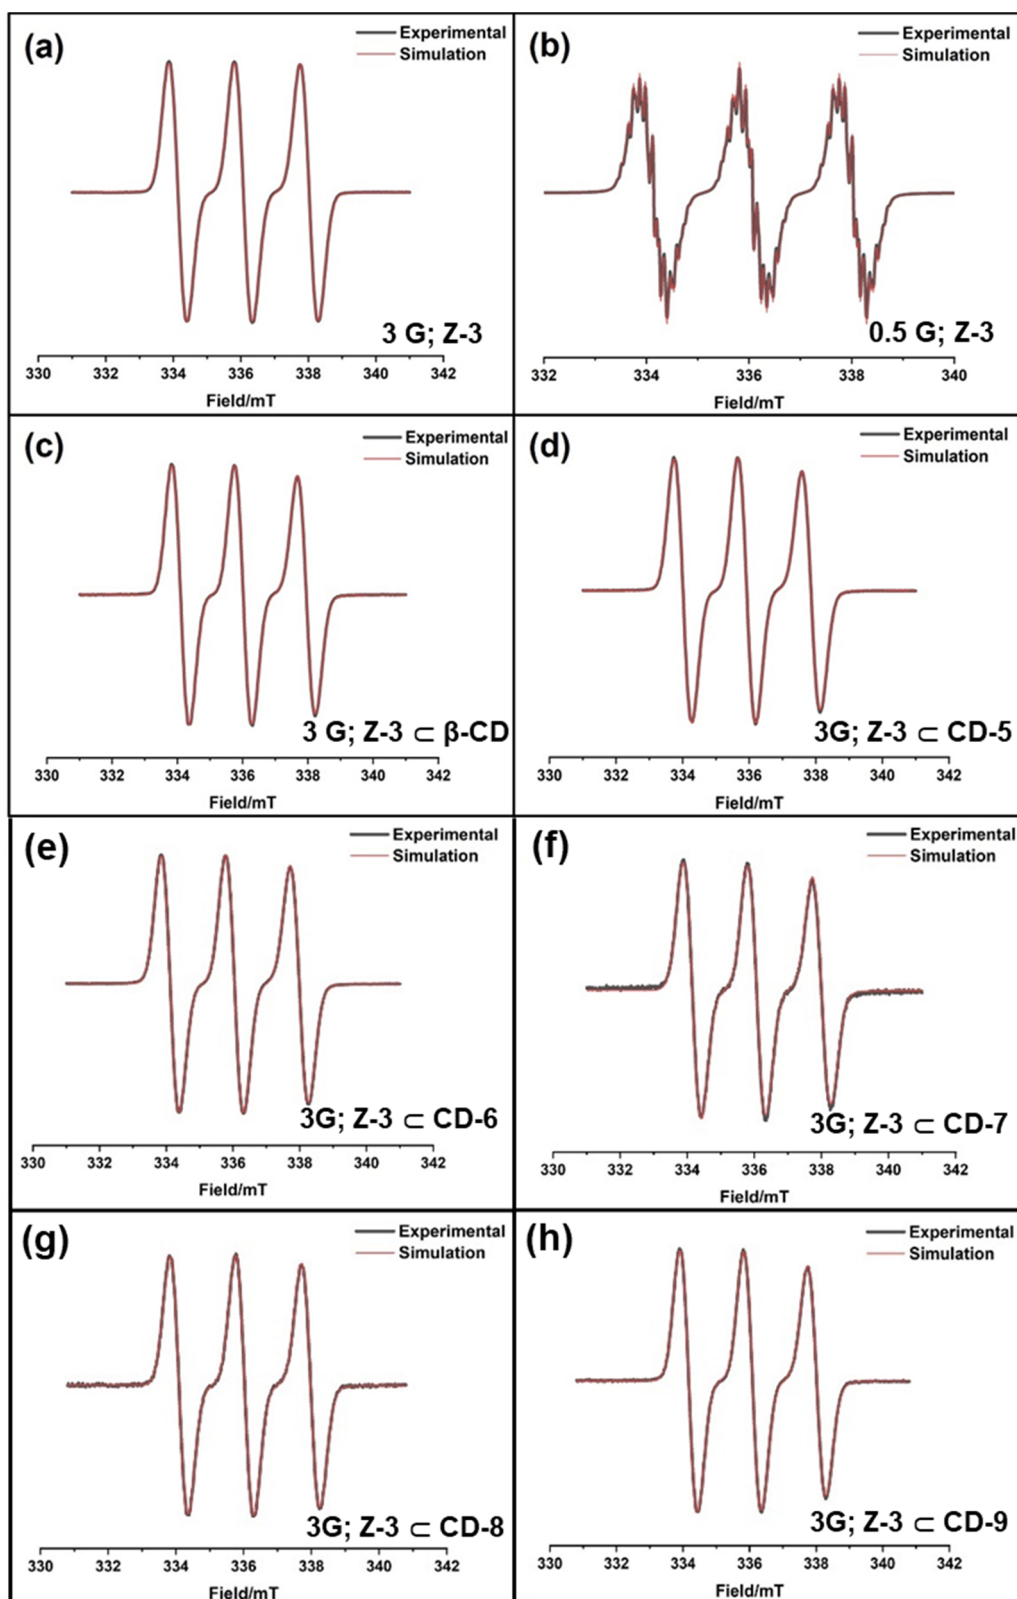 (a)
Experimental
Simulation
3 G; Z-3
330 332 334 336 338 340 342
Field/mT
(b)
Experimental
Simulation
0.5 G; Z-3
332 334 336 338 340
Field/mT
(c)
Experimental
Simulation
3 G; Z-3 ⊂ β-CD
330 332 334 336 338 340 342
Field/mT
(d)
Experimental
Simulation
3G; Z-3 ⊂ CD-5
330 332 334 336 338 340 342
Field/mT
(e)
Experimental
Simulation
3G; Z-3 ⊂ CD-6
330 332 334 336 338 340 342
Field/mT
(f)
Experimental
Simulation
3G; Z-3 ⊂ CD-7
330 332 334 336 338 340 342
Field/mT
(g)
Experimental
Simulation
3G; Z-3 ⊂ CD-8
330 332 334 336 338 340 342
Field/mT
(h)
Experimental
Simulation
3G; Z-3 ⊂ CD-9
330 332 334 336 338 340 342
Field/mT